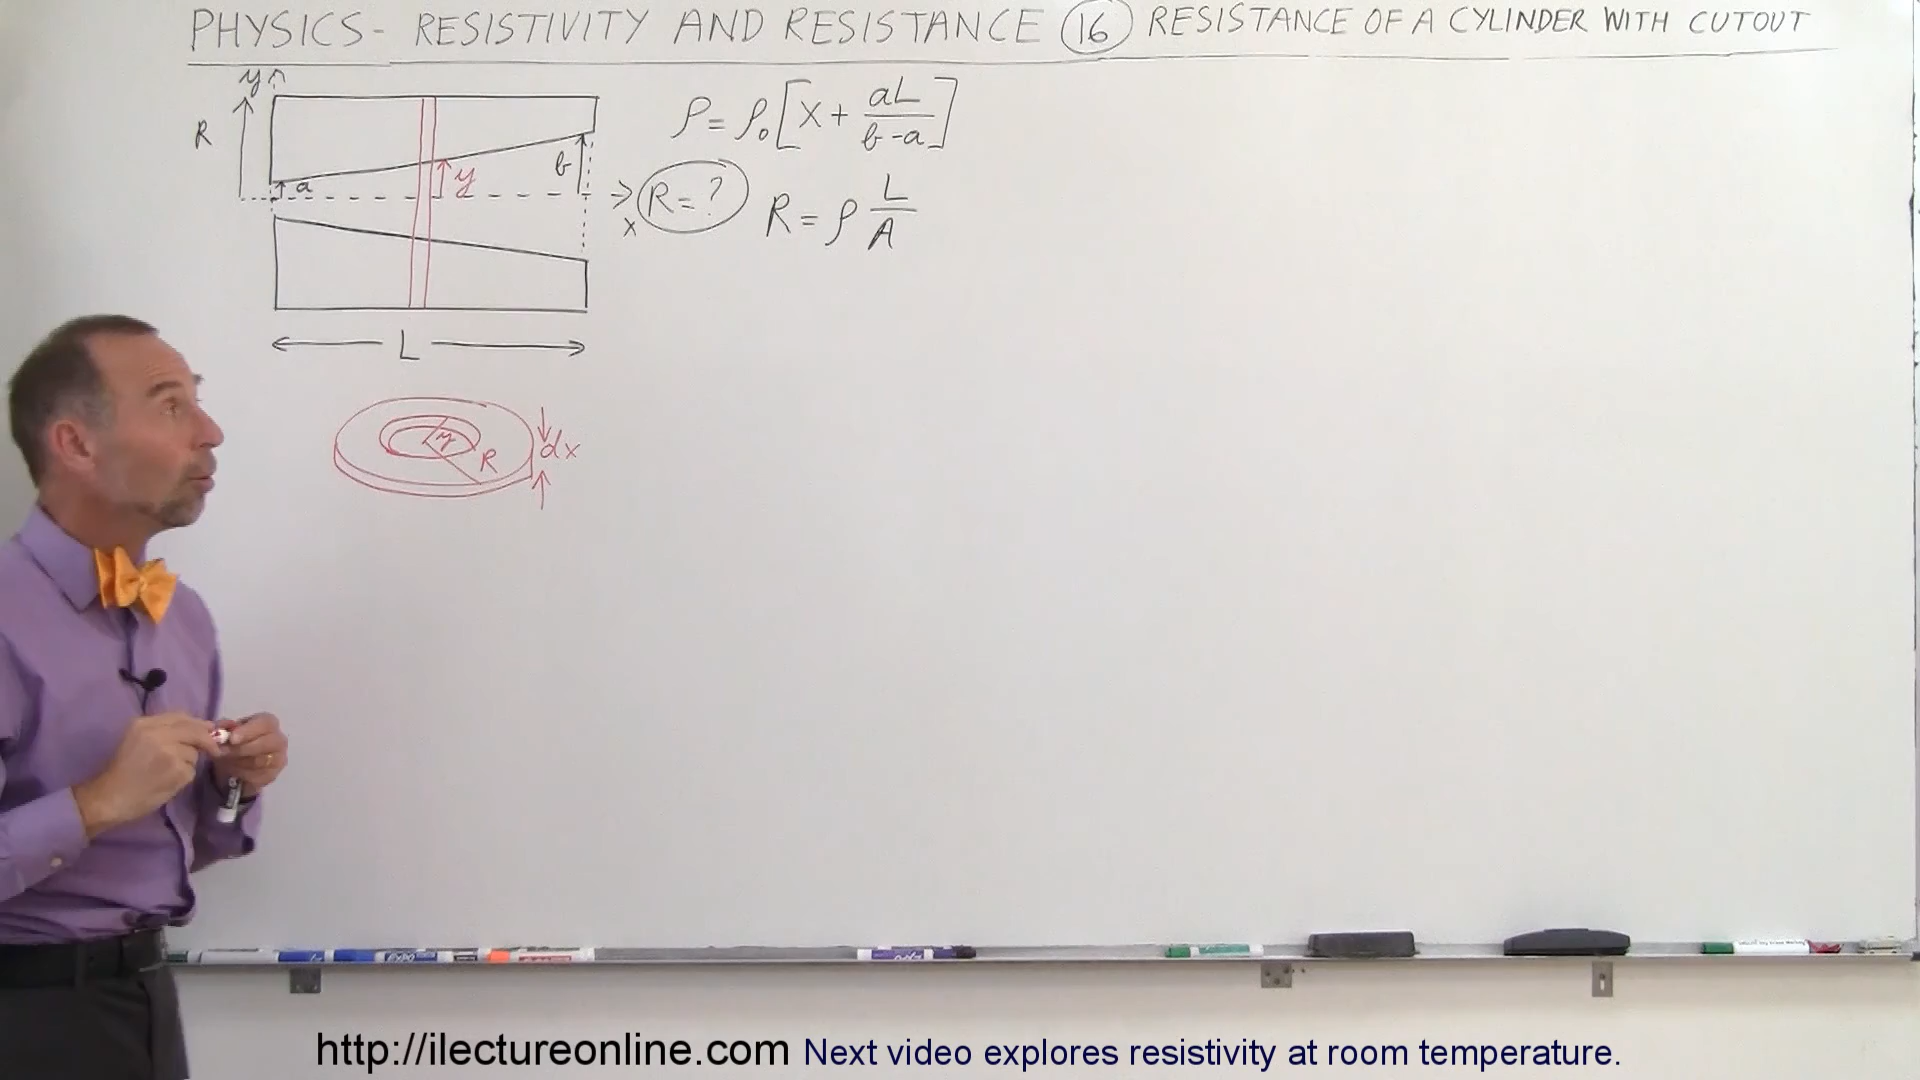 PHYSICS- RESISTIVITY AND RESISTANCE 16 RESISTANCE OF A CYLINDER WITH CUTOUT
y
R
a
y
b
x
L
ρ = ρ₀ [x + aL/(b-a)]
R = ?
R = ρ L/A
y
R
dx
EXPO
http://ilectureonline.com Next video explores resistivity at room temperature.